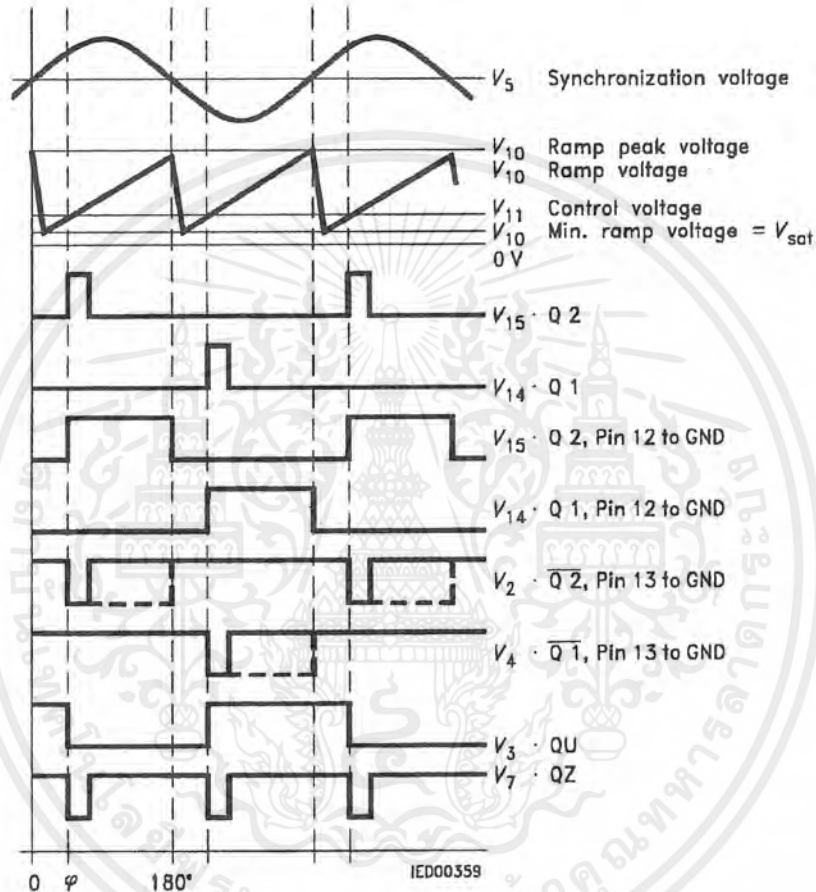 V5 Synchronization voltage
V10 Ramp peak voltage
V10 Ramp voltage
V11 Control voltage
V10 Min. ramp voltage = Vsat
0 V
V15 · Q 2
V14 · Q 1
V15 · Q 2, Pin 12 to GND
V14 · Q 1, Pin 12 to GND
V2 · Q̅ ̅2̅, Pin 13 to GND
V4 · Q̅ ̅1̅, Pin 13 to GND
V3 · QU
V7 · QZ
0 φ 180° IED00359